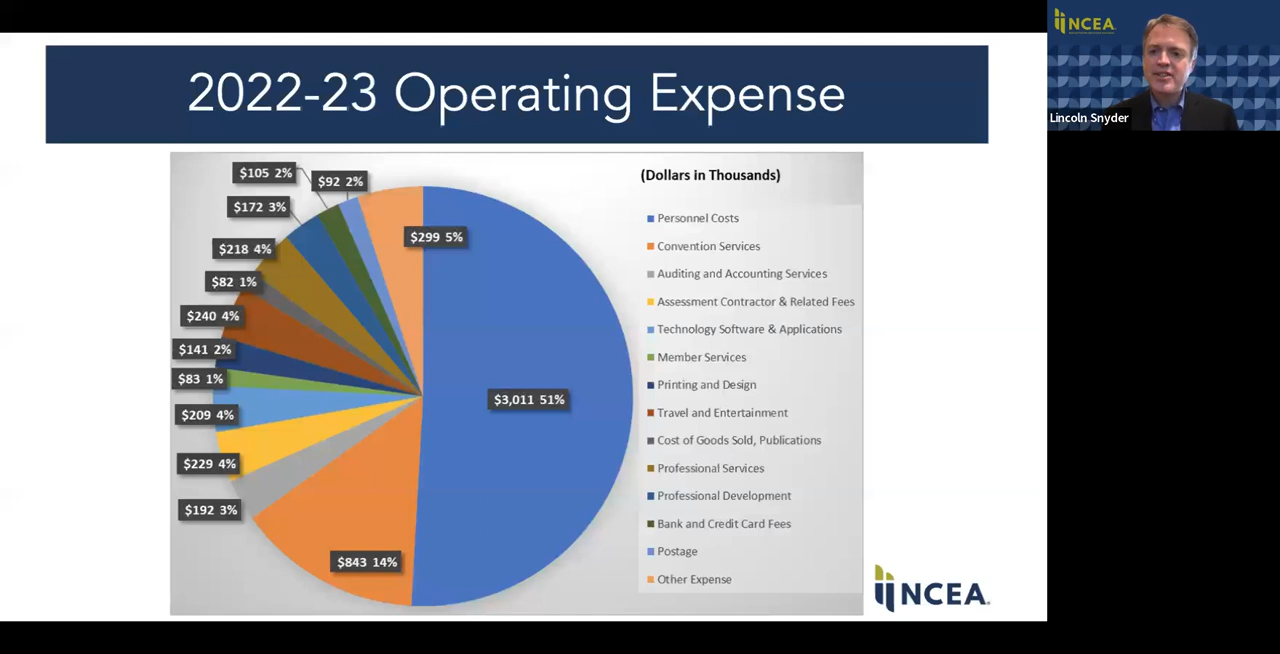 2022-23 Operating Expense
NCEA
Lincoln Snyder
(Dollars in Thousands)
$105 2%
$92 2%
$172 3%
$299 5%
$218 4%
$82 1%
$240 4%
$141 2%
$83 1%
$209 4%
$229 4%
$192 3%
$843 14%
$3,011 51%
Personnel Costs
Convention Services
Auditing and Accounting Services
Assessment Contractor & Related Fees
Technology Software & Applications
Member Services
Printing and Design
Travel and Entertainment
Cost of Goods Sold, Publications
Professional Services
Professional Development
Bank and Credit Card Fees
Postage
Other Expense
NCEA